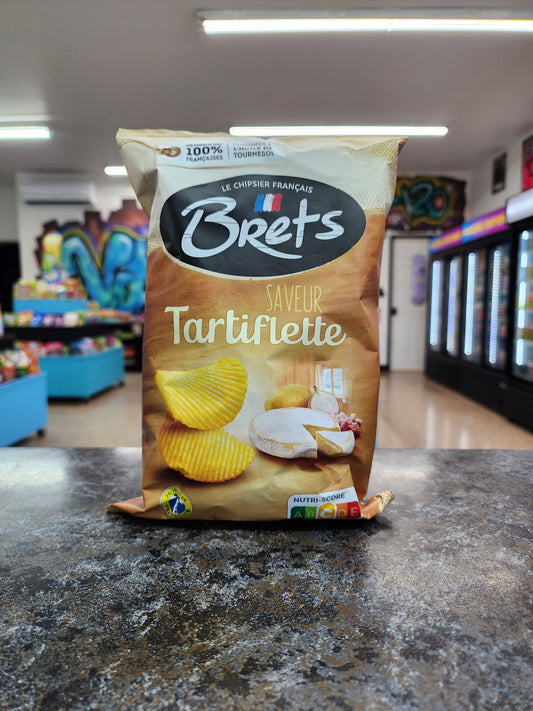 100%
FRANÇAISES
L'HUILE DE
TOURNESOL
LE CHIPSIER FRANÇAIS
BRETS
SAVEUR
Tartiflette
NUTRI-SCORE
A B C D E